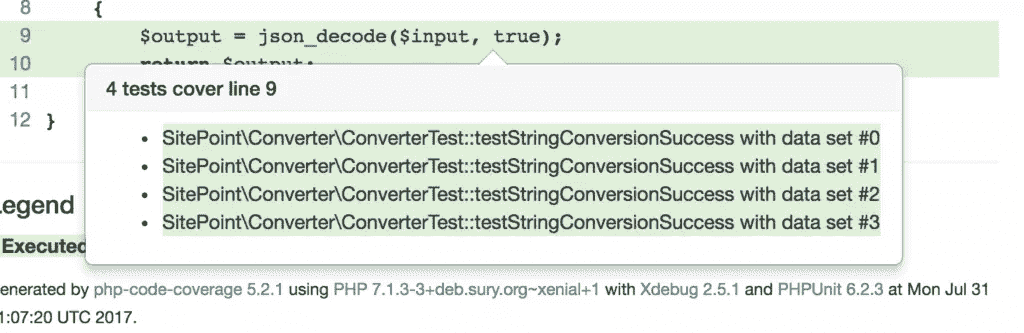 8 {
9 $output = json_decode($input, true);
10 return $output;
4 tests cover line 9
11
12 }
• SitePoint\Converter\ConverterTest::testStringConversionSuccess with data set #0
• SitePoint\Converter\ConverterTest::testStringConversionSuccess with data set #1
• SitePoint\Converter\ConverterTest::testStringConversionSuccess with data set #2
• SitePoint\Converter\ConverterTest::testStringConversionSuccess with data set #3
egend
Executed
enerated by php-code-coverage 5.2.1 using PHP 7.1.3-3+deb.sury.org~xenial+1 with Xdebug 2.5.1 and PHPUnit 6.2.3 at Mon Jul 31
1:07:20 UTC 2017.